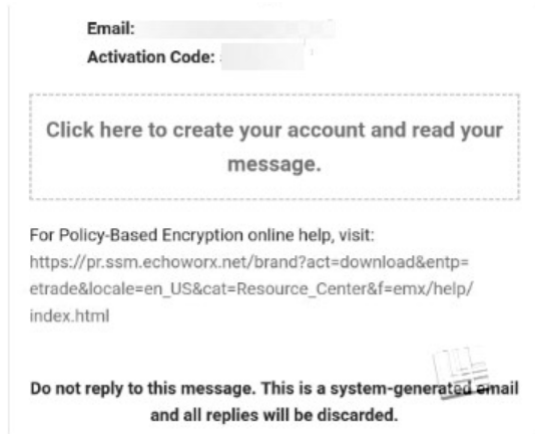 Email:
Activation Code:
Click here to create your account and read your
message.
For Policy-Based Encryption online help, visit:
https://pr.ssm.echoworx.net/brand?act=download&entp=
etrade&locale=en_US&cat=Resource_Center&f=emx/help/
index.html
Do not reply to this message. This is a system-generated email
and all replies will be discarded.